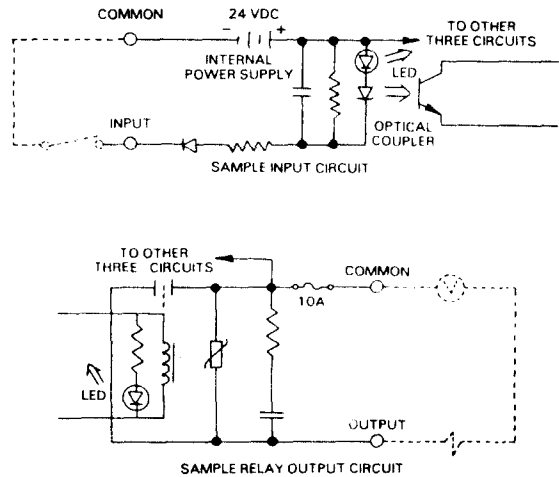 COMMON
24 VDC
− +
INTERNAL
POWER SUPPLY
TO OTHER
THREE CIRCUITS
LED
INPUT
OPTICAL
COUPLER
SAMPLE INPUT CIRCUIT
TO OTHER
THREE CIRCUITS
COMMON
10A
V
LED
OUTPUT
SAMPLE RELAY OUTPUT CIRCUIT